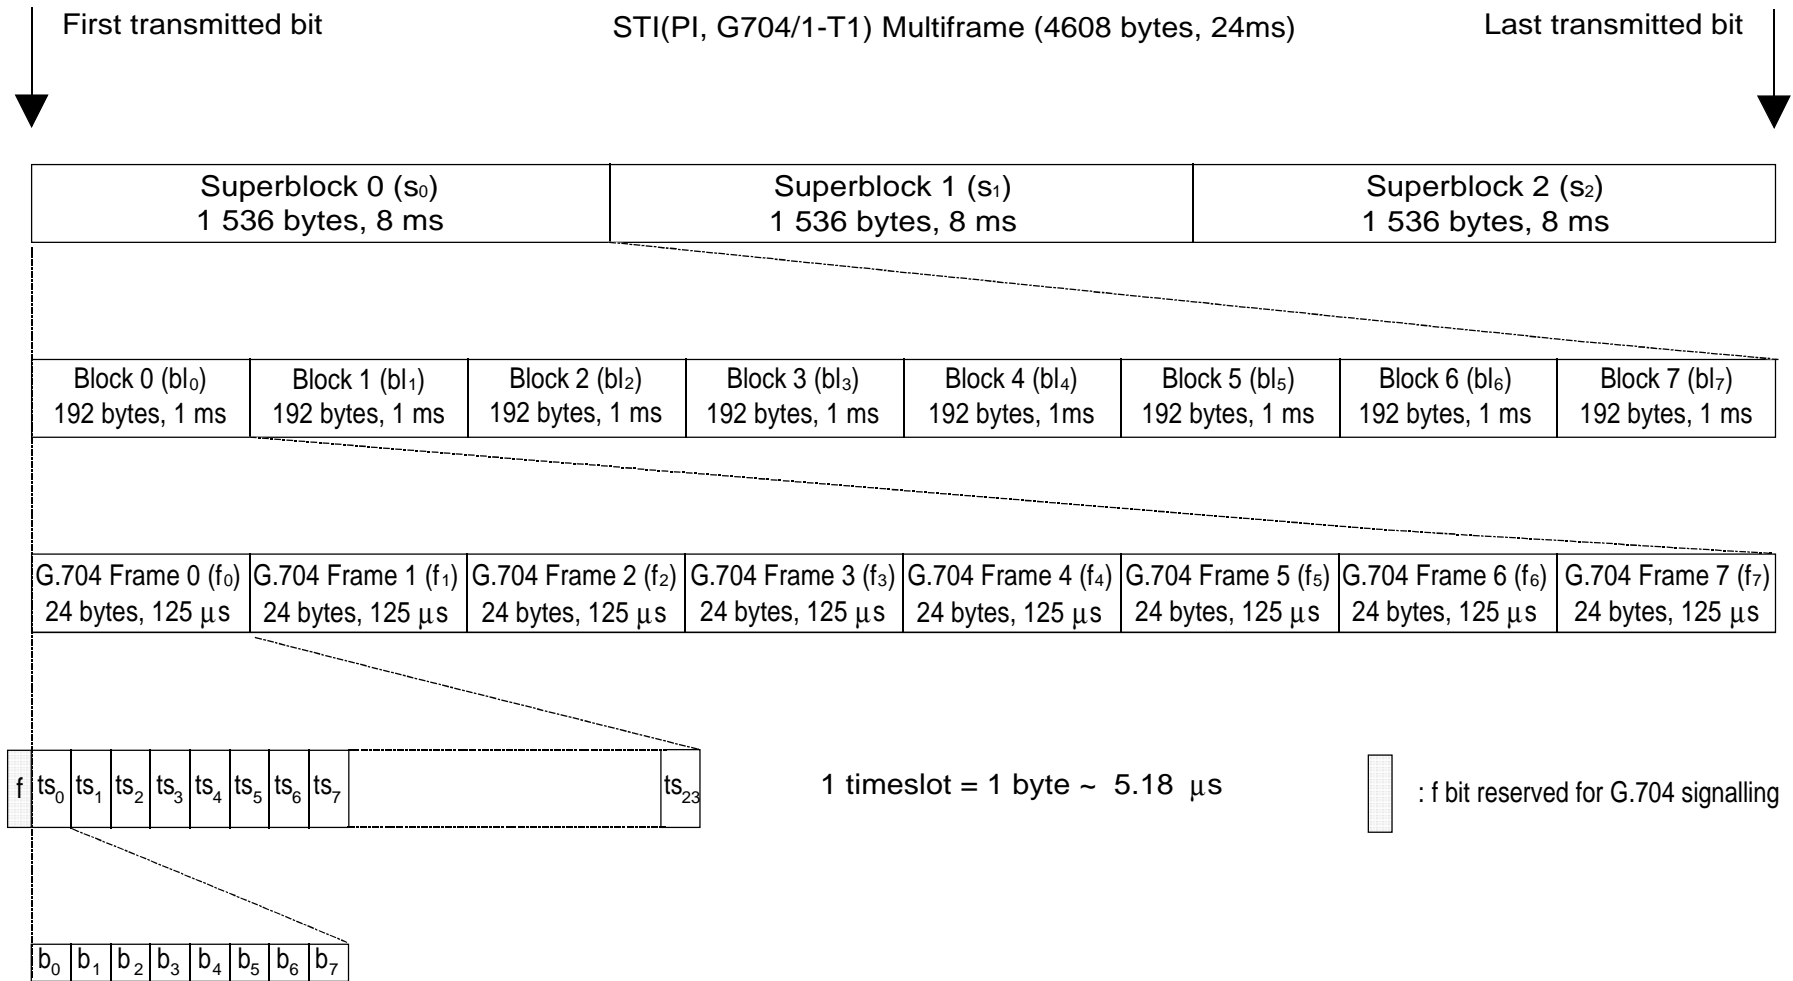 First transmitted bit
STI(PI, G704/1-T1) Multiframe (4608 bytes, 24ms)
Last transmitted bit
Superblock 0 (s₀)
1 536 bytes, 8 ms
Superblock 1 (s₁)
1 536 bytes, 8 ms
Superblock 2 (s₂)
1 536 bytes, 8 ms
Block 0 (bl₀)
192 bytes, 1 ms
Block 1 (bl₁)
192 bytes, 1 ms
Block 2 (bl₂)
192 bytes, 1 ms
Block 3 (bl₃)
192 bytes, 1 ms
Block 4 (bl₄)
192 bytes, 1ms
Block 5 (bl₅)
192 bytes, 1 ms
Block 6 (bl₆)
192 bytes, 1 ms
Block 7 (bl₇)
192 bytes, 1 ms
G.704 Frame 0 (f₀)
24 bytes, 125 μs
G.704 Frame 1 (f₁)
24 bytes, 125 μs
G.704 Frame 2 (f₂)
24 bytes, 125 μs
G.704 Frame 3 (f₃)
24 bytes, 125 μs
G.704 Frame 4 (f₄)
24 bytes, 125 μs
G.704 Frame 5 (f₅)
24 bytes, 125 μs
G.704 Frame 6 (f₆)
24 bytes, 125 μs
G.704 Frame 7 (f₇)
24 bytes, 125 μs
f ts₀ ts₁ ts₂ ts₃ ts₄ ts₅ ts₆ ts₇ ts₂₃
1 timeslot = 1 byte ~ 5.18 μs
: f bit reserved for G.704 signalling
b₀ b₁ b₂ b₃ b₄ b₅ b₆ b₇